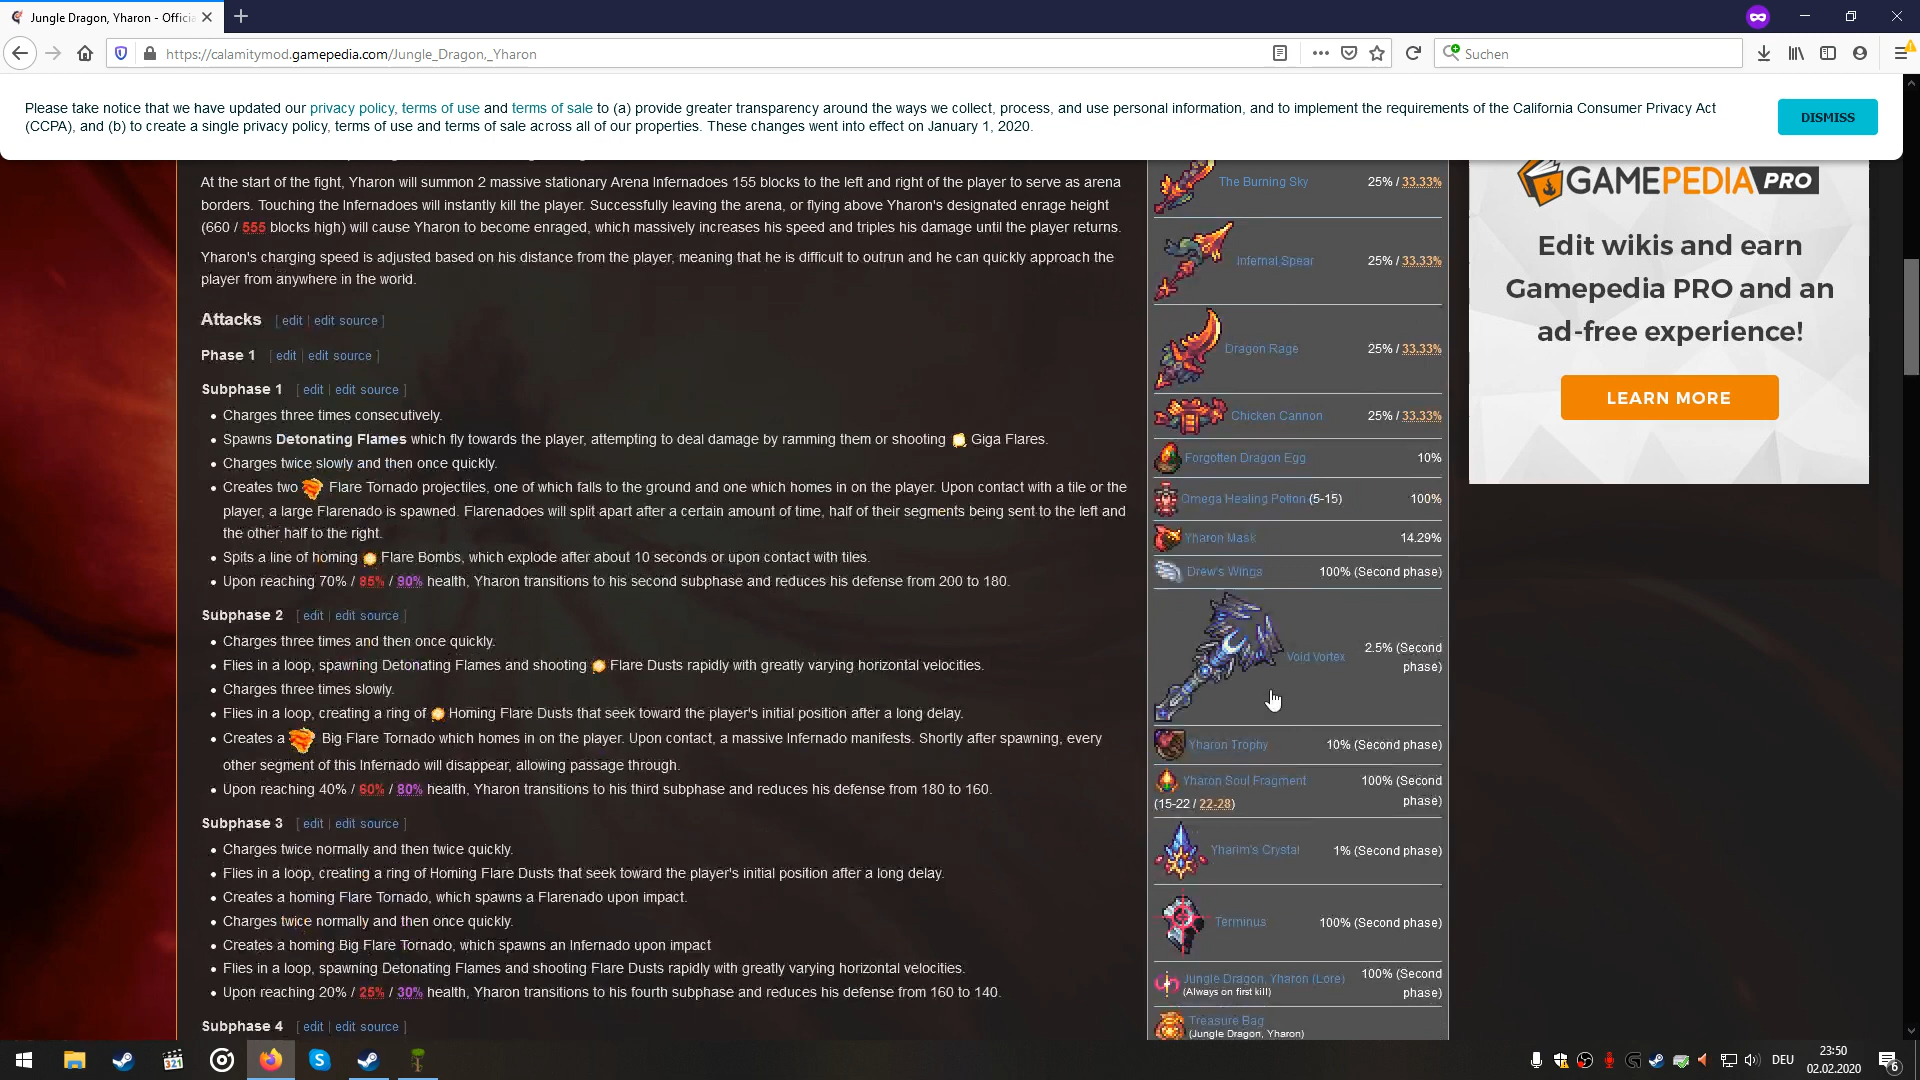 Jungle Dragon, Yharon - Officia
https://calamitymod.gamepedia.com/Jungle_Dragon,_Yharon
Suchen
Please take notice that we have updated our privacy policy, terms of use and terms of sale to (a) provide greater transparency around the ways we collect, process, and use personal information, and to implement the requirements of the California Consumer Privacy Act
(CCPA), and (b) to create a single privacy policy, terms of use and terms of sale across all of our properties. These changes went into effect on January 1, 2020.
DISMISS
At the start of the fight, Yharon will summon 2 massive stationary Arena Infernadoes 155 blocks to the left and right of the player to serve as arena
borders. Touching the Infernadoes will instantly kill the player. Successfully leaving the arena, or flying above Yharon's designated enrage height
(660 / 555 blocks high) will cause Yharon to become enraged, which massively increases his speed and triples his damage until the player returns.
Yharon's charging speed is adjusted based on his distance from the player, meaning that he is difficult to outrun and he can quickly approach the
player from anywhere in the world.
Attacks [ edit | edit source ]
Phase 1 [ edit | edit source ]
Subphase 1 [ edit | edit source ]
• Charges three times consecutively.
• Spawns Detonating Flames which fly towards the player, attempting to deal damage by ramming them or shooting Giga Flares.
• Charges twice slowly and then once quickly.
• Creates two Flare Tornado projectiles, one of which falls to the ground and one which homes in on the player. Upon contact with a tile or the
player, a large Flarenado is spawned. Flarenadoes will split apart after a certain amount of time, half of their segments being sent to the left and
the other half to the right.
• Spits a line of homing Flare Bombs, which explode after about 10 seconds or upon contact with tiles.
• Upon reaching 70% / 85% / 90% health, Yharon transitions to his second subphase and reduces his defense from 200 to 180.
Subphase 2 [ edit | edit source ]
• Charges three times and then once quickly.
• Flies in a loop, spawning Detonating Flames and shooting Flare Dusts rapidly with greatly varying horizontal velocities.
• Charges three times slowly.
• Flies in a loop, creating a ring of Homing Flare Dusts that seek toward the player's initial position after a long delay.
• Creates a Big Flare Tornado which homes in on the player. Upon contact, a massive Infernado manifests. Shortly after spawning, every
other segment of this Infernado will disappear, allowing passage through.
• Upon reaching 40% / 60% / 80% health, Yharon transitions to his third subphase and reduces his defense from 180 to 160.
Subphase 3 [ edit | edit source ]
• Charges twice normally and then twice quickly.
• Flies in a loop, creating a ring of Homing Flare Dusts that seek toward the player's initial position after a long delay.
• Creates a homing Flare Tornado, which spawns a Flarenado upon impact.
• Charges twice normally and then once quickly.
• Creates a homing Big Flare Tornado, which spawns an Infernado upon impact
• Flies in a loop, spawning Detonating Flames and shooting Flare Dusts rapidly with greatly varying horizontal velocities.
• Upon reaching 20% / 25% / 30% health, Yharon transitions to his fourth subphase and reduces his defense from 160 to 140.
Subphase 4 [ edit | edit source ]
The Burning Sky 25% / 33.33%
Infernal Spear 25% / 33.33%
Dragon Rage 25% / 33.33%
Chicken Cannon 25% / 33.33%
Forgotten Dragon Egg 10%
Omega Healing Potion (5-15) 100%
Yharon Mask 14.29%
Drew's Wings 100% (Second phase)
Void Vortex 2.5% (Second
phase)
Yharon Trophy 10% (Second phase)
Yharon Soul Fragment 100% (Second
(15-22 / 22-28) phase)
Yharim's Crystal 1% (Second phase)
Terminus 100% (Second phase)
Jungle Dragon, Yharon (Lore) 100% (Second
(Always on first kill) phase)
Treasure Bag
(Jungle Dragon, Yharon)
GAMEPEDIA PRO
Edit wikis and earn
Gamepedia PRO and an
ad-free experience!
LEARN MORE
321
DEU
23:50
02.02.2020
6